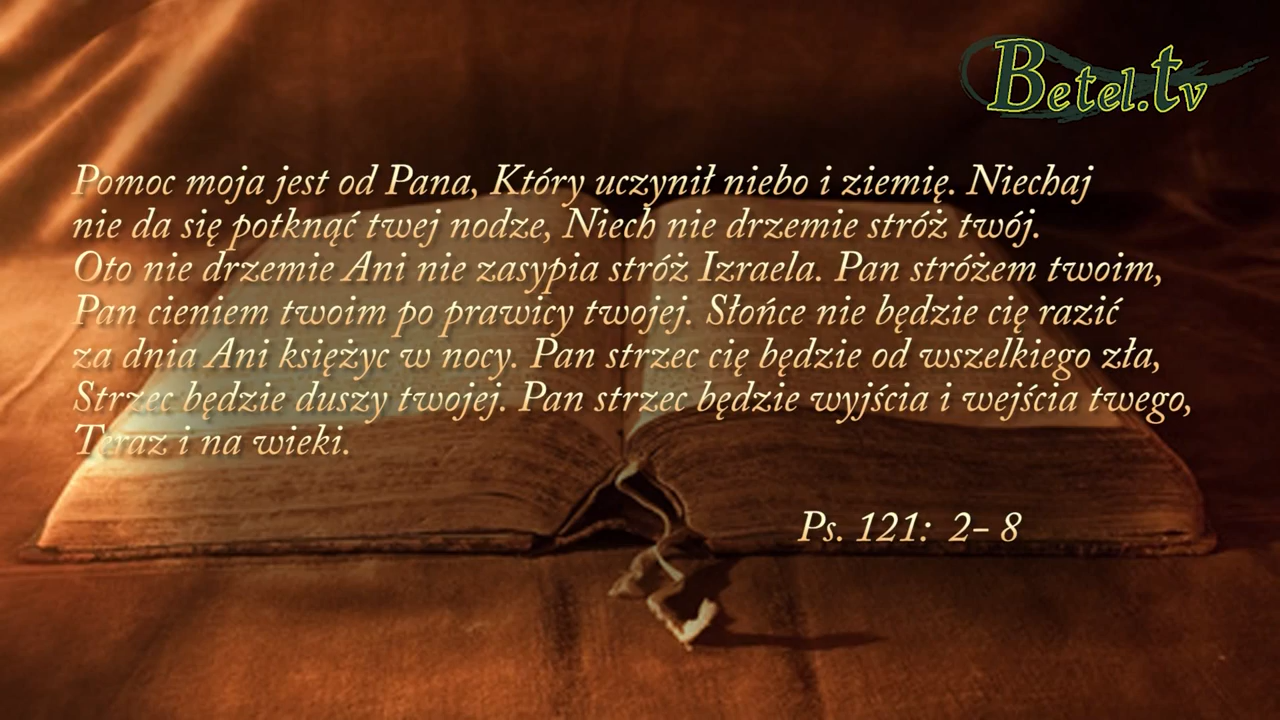 Betel.tv
Pomoc moja jest od Pana, Który uczynił niebo i ziemię. Niechaj
nie da się potknąć twej nodze, Niech nie drzemie stróż twój.
Oto nie drzemie Ani nie zasypia stróż Izraela. Pan stróżem twoim,
Pan cieniem twoim po prawicy twojej. Słońce nie będzie cię razić
za dnia Ani księżyc w nocy. Pan strzec cię będzie od wszelkiego zła,
Strzec będzie duszy twojej. Pan strzec będzie wyjścia i wejścia twego,
Teraz i na wieki.
Ps. 121: 2- 8